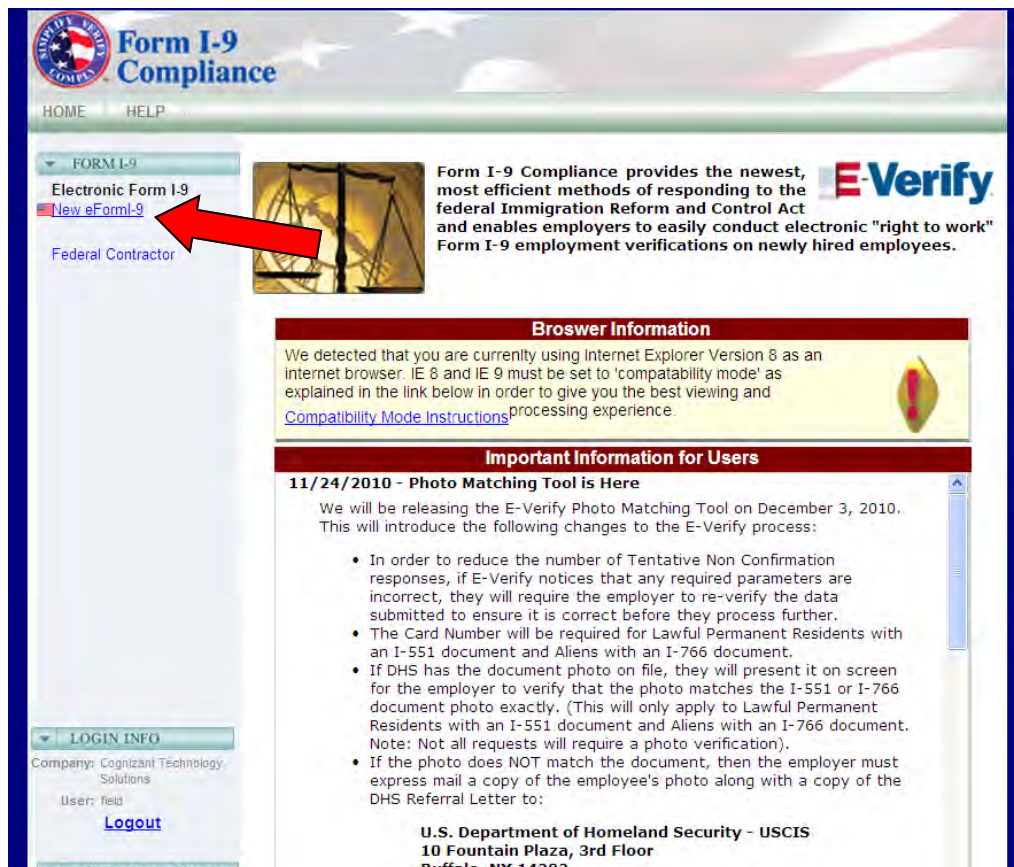 SIMPLIFY VERIFY
COMPLY
Form I-9
Compliance
HOME HELP
FORM I-9
Electronic Form I-9
New eFormI-9
Federal Contractor
Form I-9 Compliance provides the newest,
most efficient methods of responding to the
federal Immigration Reform and Control Act
and enables employers to easily conduct electronic "right to work"
Form I-9 employment verifications on newly hired employees.
E-Verify
Broswer Information
We detected that you are currenlty using Internet Explorer Version 8 as an
internet browser. IE 8 and IE 9 must be set to 'compatability mode' as
explained in the link below in order to give you the best viewing and
Compatibility Mode Instructions processing experience.
Important Information for Users
11/24/2010 - Photo Matching Tool is Here
We will be releasing the E-Verify Photo Matching Tool on December 3, 2010.
This will introduce the following changes to the E-Verify process:
• In order to reduce the number of Tentative Non Confirmation
responses, if E-Verify notices that any required parameters are
incorrect, they will require the employer to re-verify the data
submitted to ensure it is correct before they process further.
• The Card Number will be required for Lawful Permanent Residents with
an I-551 document and Aliens with an I-766 document.
• If DHS has the document photo on file, they will present it on screen
for the employer to verify that the photo matches the I-551 or I-766
document photo exactly. (This will only apply to Lawful Permanent
Residents with an I-551 document and Aliens with an I-766 document.
Note: Not all requests will require a photo verification).
• If the photo does NOT match the document, then the employer must
express mail a copy of the employee's photo along with a copy of the
DHS Referral Letter to:
U.S. Department of Homeland Security - USCIS
10 Fountain Plaza, 3rd Floor
Buffalo, NY 14202
LOGIN INFO
Company: Cognizant Technology
Solutions
User: field
Logout